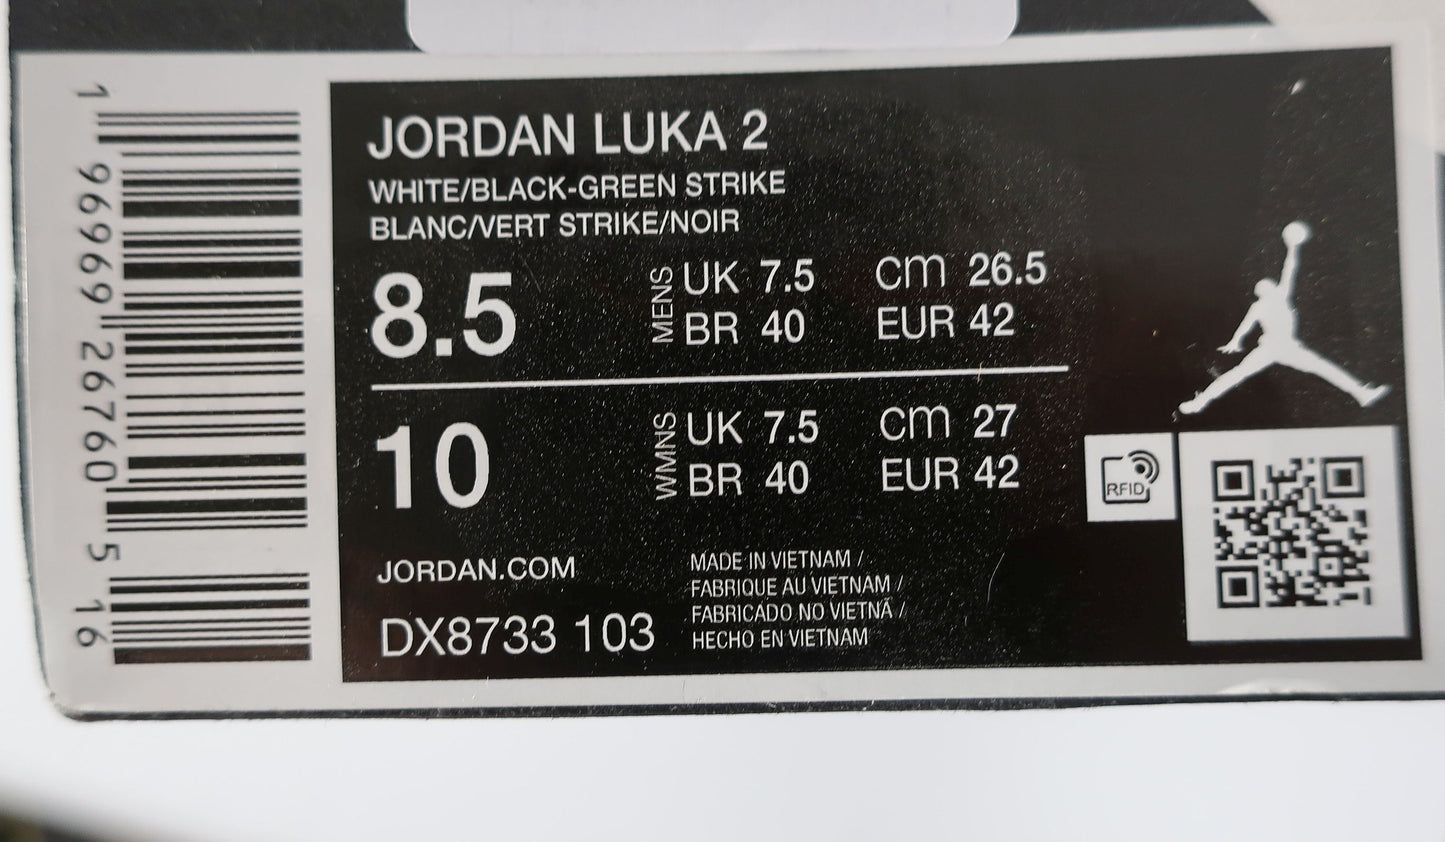 1 96969 26760 5 16
JORDAN LUKA 2
WHITE/BLACK-GREEN STRIKE
BLANC/VERT STRIKE/NOIR
8.5 MENS UK 7.5 cm 26.5
BR 40 EUR 42
10 WMNS UK 7.5 cm 27
BR 40 EUR 42
RFID
JORDAN.COM
DX8733 103
MADE IN VIETNAM /
FABRIQUE AU VIETNAM /
FABRICADO NO VIETNÃ /
HECHO EN VIETNAM